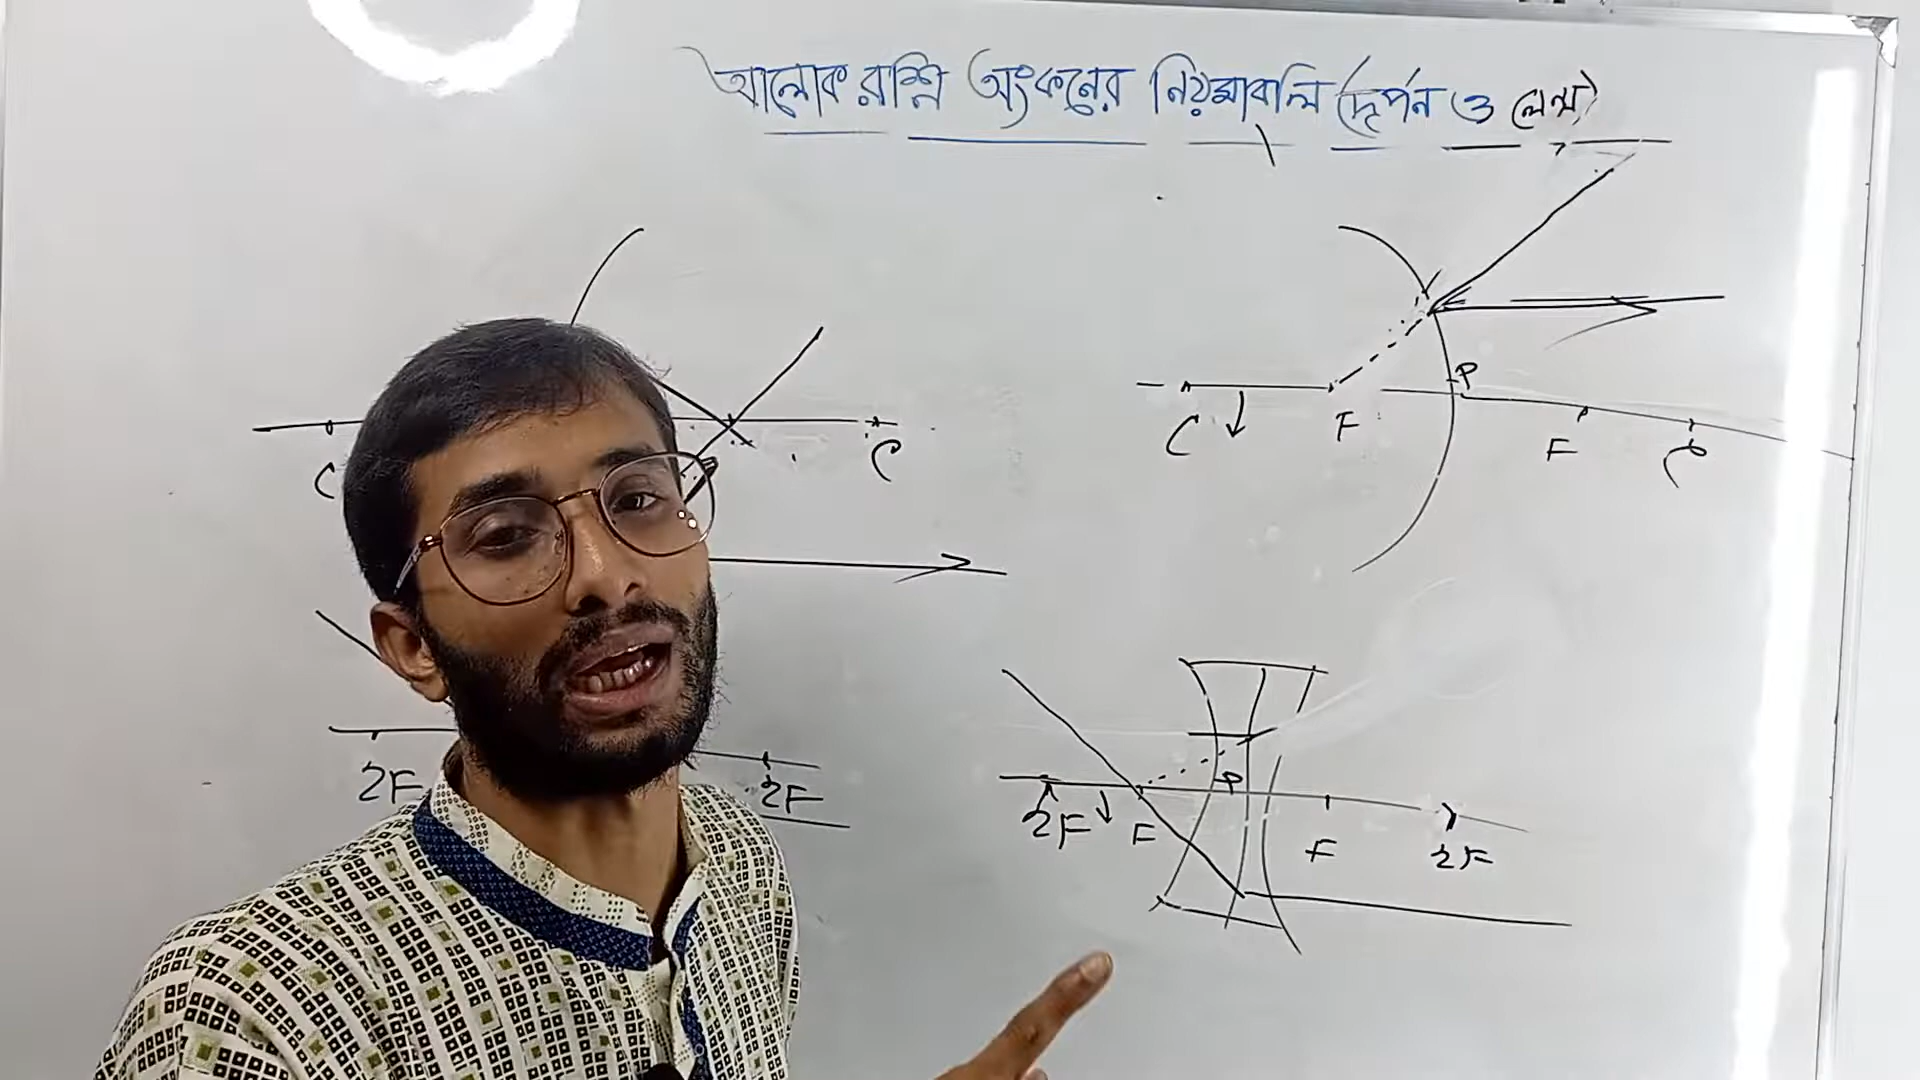 আলোক রশ্মি অংকনের নিয়মাবলি (দর্পন ও লেন্স)
C C
P
C F F C
2F 2F
P
2F F F 2F